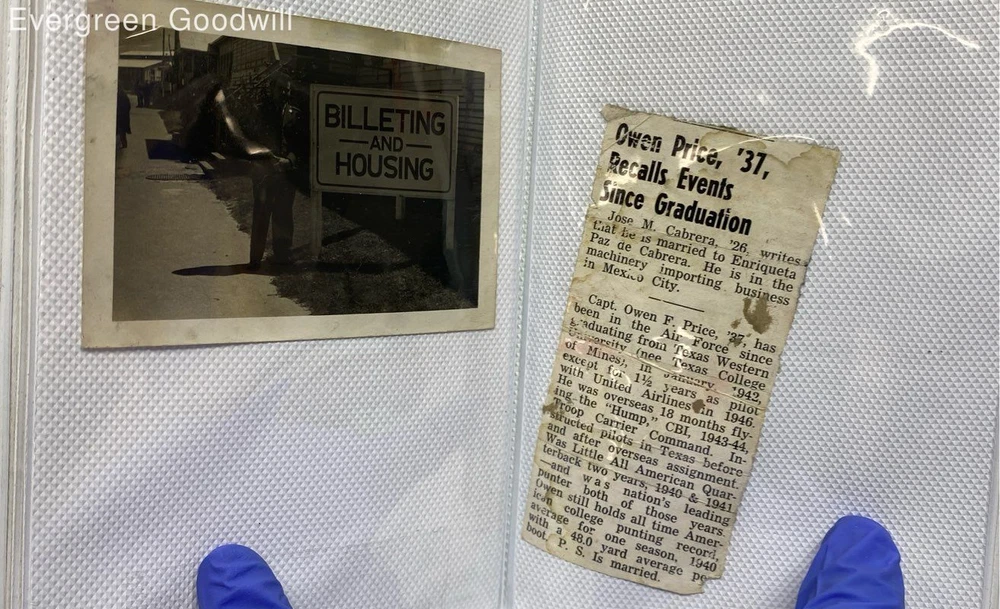 Evergreen Goodwill
BILLETING
AND
HOUSING
Owen Price, '37,
Recalls Events
Since Graduation
Jose M. Cabrera, '26, writes
that he is married to Enriqueta
Paz de Cabrera. He is in the
machinery importing business
in Mexico City.
Capt. Owen F. Price, '37, has
been in the Air Force since
graduating from Texas Western
University (nee Texas College
of Mines), in January 1942,
except for 1½ years as pilot
with United Airlines in 1946.
He was overseas 18 months fly-
ing the "Hump," CBI, 1943-44,
Troop Carrier Command. In-
structed pilots in Texas before
and after overseas assignment.
Was Little All American Quar-
terback two years, 1940 & 1941
—and was nation's leading
punter both of those years.
Owen still holds all time Amer-
ican college punting record,
average for one season, 1940
with a 48.0 yard average per
boot. P. S. Is married.